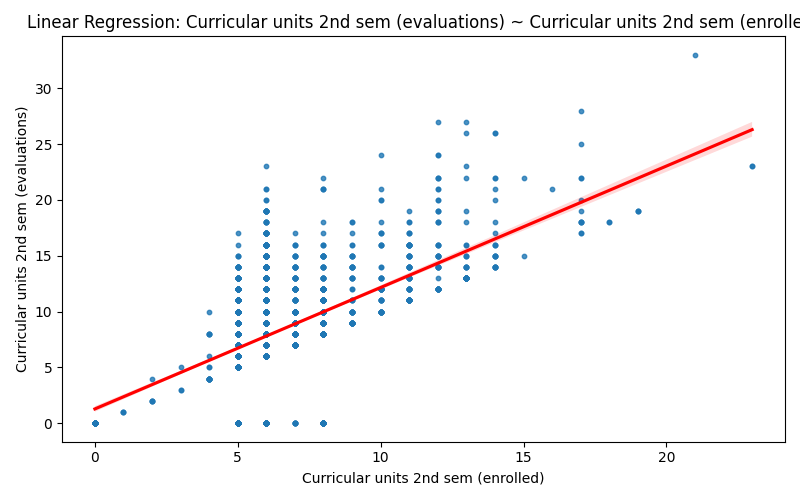 Linear Regression: Curricular units 2nd sem (evaluations) ~ Curricular units 2nd sem (enrolle
30
25
20
15
10
5
0
Curricular units 2nd sem (evaluations)
0 5 10 15 20
Curricular units 2nd sem (enrolled)